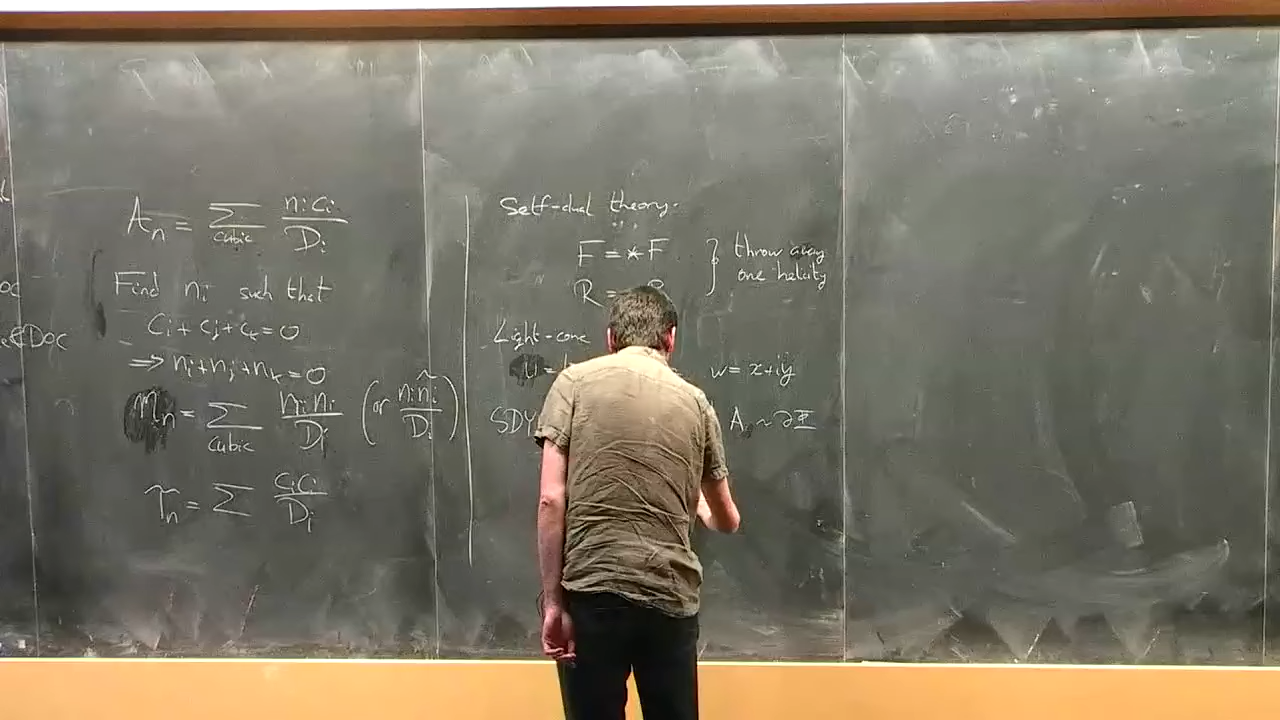 A_n = Σ_cubic n_i c_i / D_i
Find n_i such that
c_i + c_j + c_k = 0
⇒ n_i + n_j + n_k = 0
M_n = Σ_cubic n_i n_i / D_i (or n_i ñ_i / D_i)
T_n = Σ c_i c_i / D_i
Self-dual theory:
F = *F } throw away
R = one helicity
Light-cone
U = w = x+iy
SDY A ~ ∂Φ